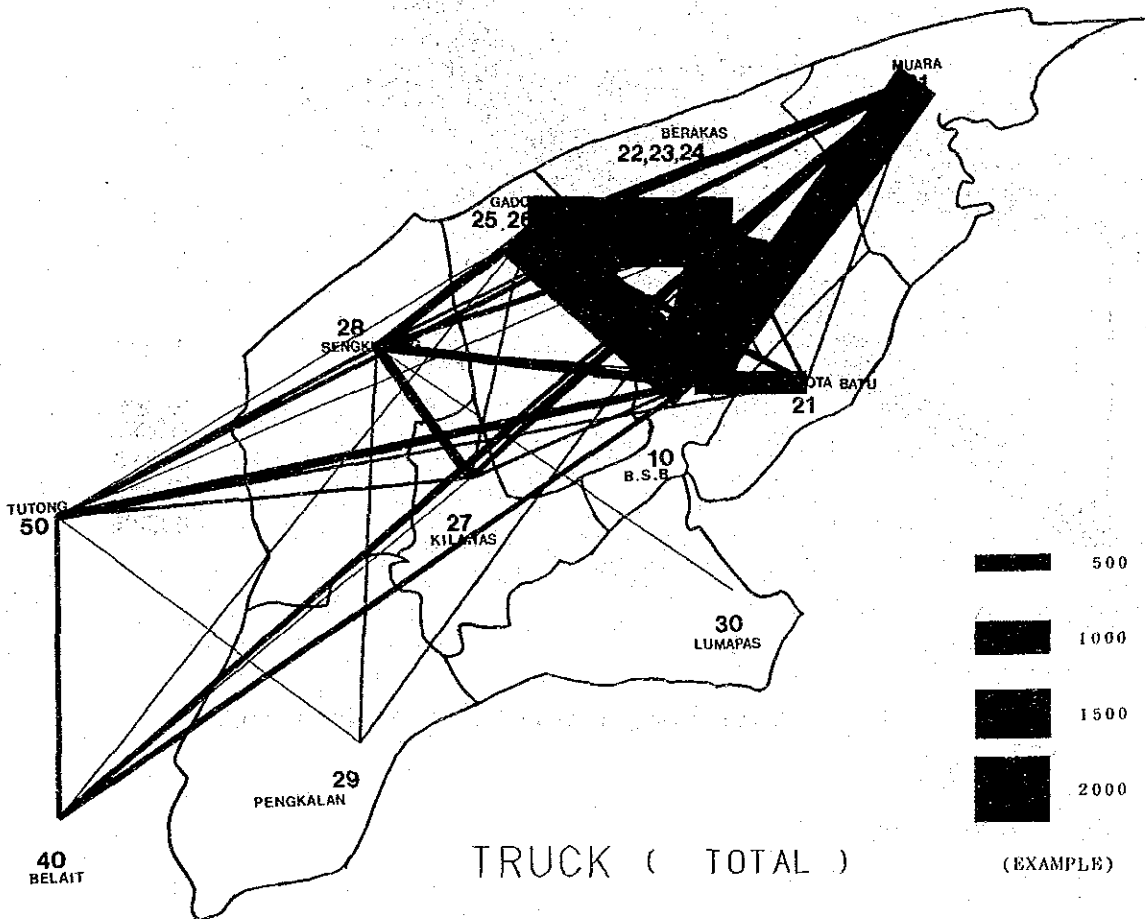 MUARA
BERAKAS
22,23,24
25,26
28
OTA BATU
21
10
B.S.B
TUTONG
50
27
500
30
LUMAPAS
1000
1500
29
PENGKALAN
2000
40
BELAIT
TRUCK ( TOTAL )
(EXAMPLE)